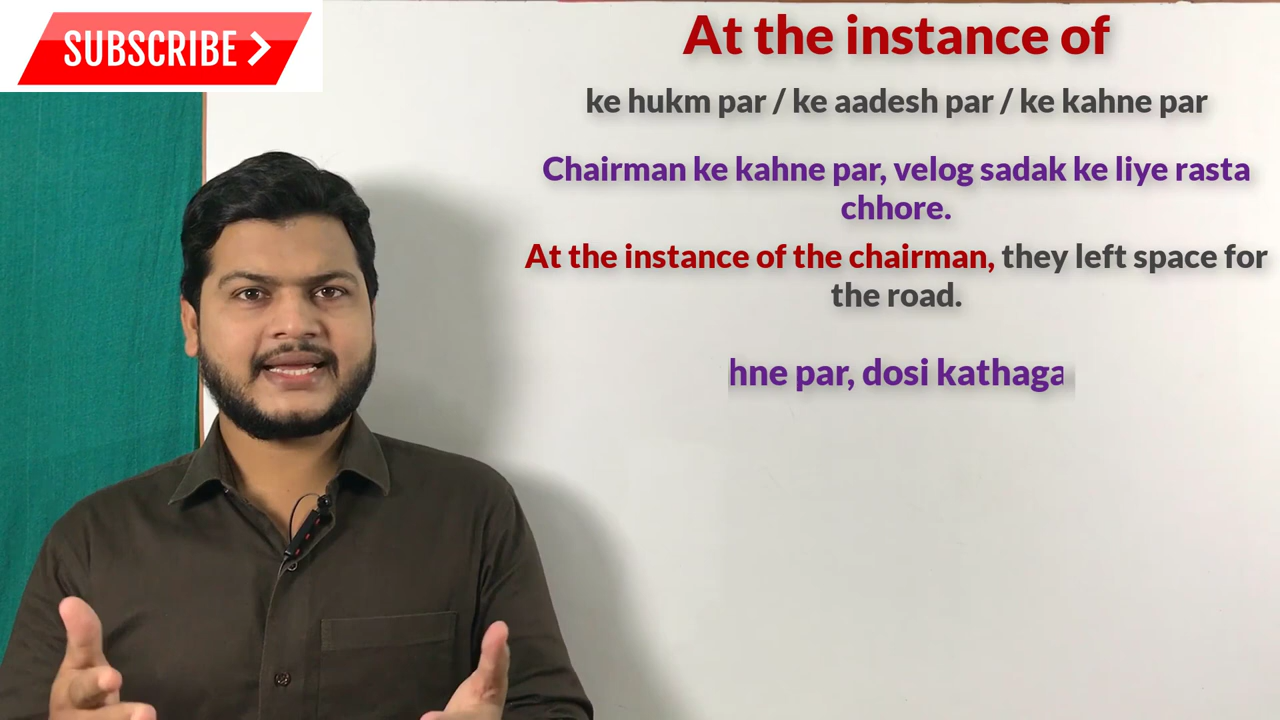 SUBSCRIBE
At the instance of
ke hukm par / ke aadesh par / ke kahne par
Chairman ke kahne par, velog sadak ke liye rasta
chhore.
At the instance of the chairman, they left space for
the road.
hne par, dosi kathaga